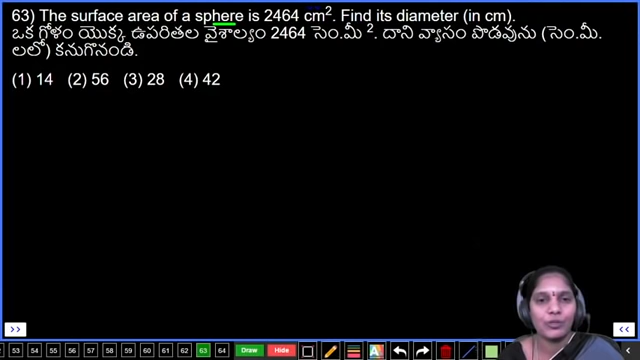 63) The surface area of a sphere is 2464 cm². Find its diameter (in cm).
ఒక గోళం యొక్క ఉపరితల వైశాల్యం 2464 సెం.మీ ². దాని వ్యాసం పొడవును (సెం.మీ.
లలో) కనుగొనండి.
(1) 14 (2) 56 (3) 28 (4) 42
>> <<
53 54 55 56 57 58 59 60 61 62 63 64 Draw Hide